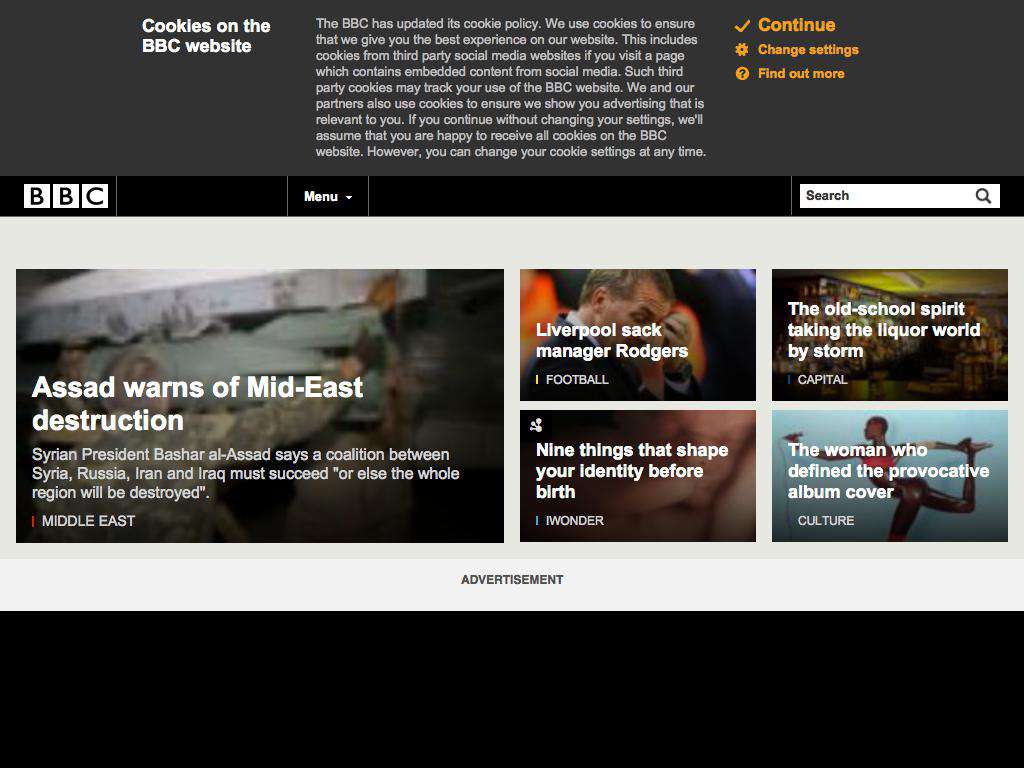 Cookies on the
BBC website
The BBC has updated its cookie policy. We use cookies to ensure
that we give you the best experience on our website. This includes
cookies from third party social media websites if you visit a page
which contains embedded content from social media. Such third
party cookies may track your use of the BBC website. We and our
partners also use cookies to ensure we show you advertising that is
relevant to you. If you continue without changing your settings, we'll
assume that you are happy to receive all cookies on the BBC
website. However, you can change your cookie settings at any time.
Continue
Change settings
Find out more
BBC
Menu
Search
Assad warns of Mid-East
destruction
Syrian President Bashar al-Assad says a coalition between
Syria, Russia, Iran and Iraq must succeed "or else the whole
region will be destroyed".
MIDDLE EAST
Liverpool sack
manager Rodgers
FOOTBALL
The old-school spirit
taking the liquor world
by storm
CAPITAL
Nine things that shape
your identity before
birth
IWONDER
The woman who
defined the provocative
album cover
CULTURE
ADVERTISEMENT